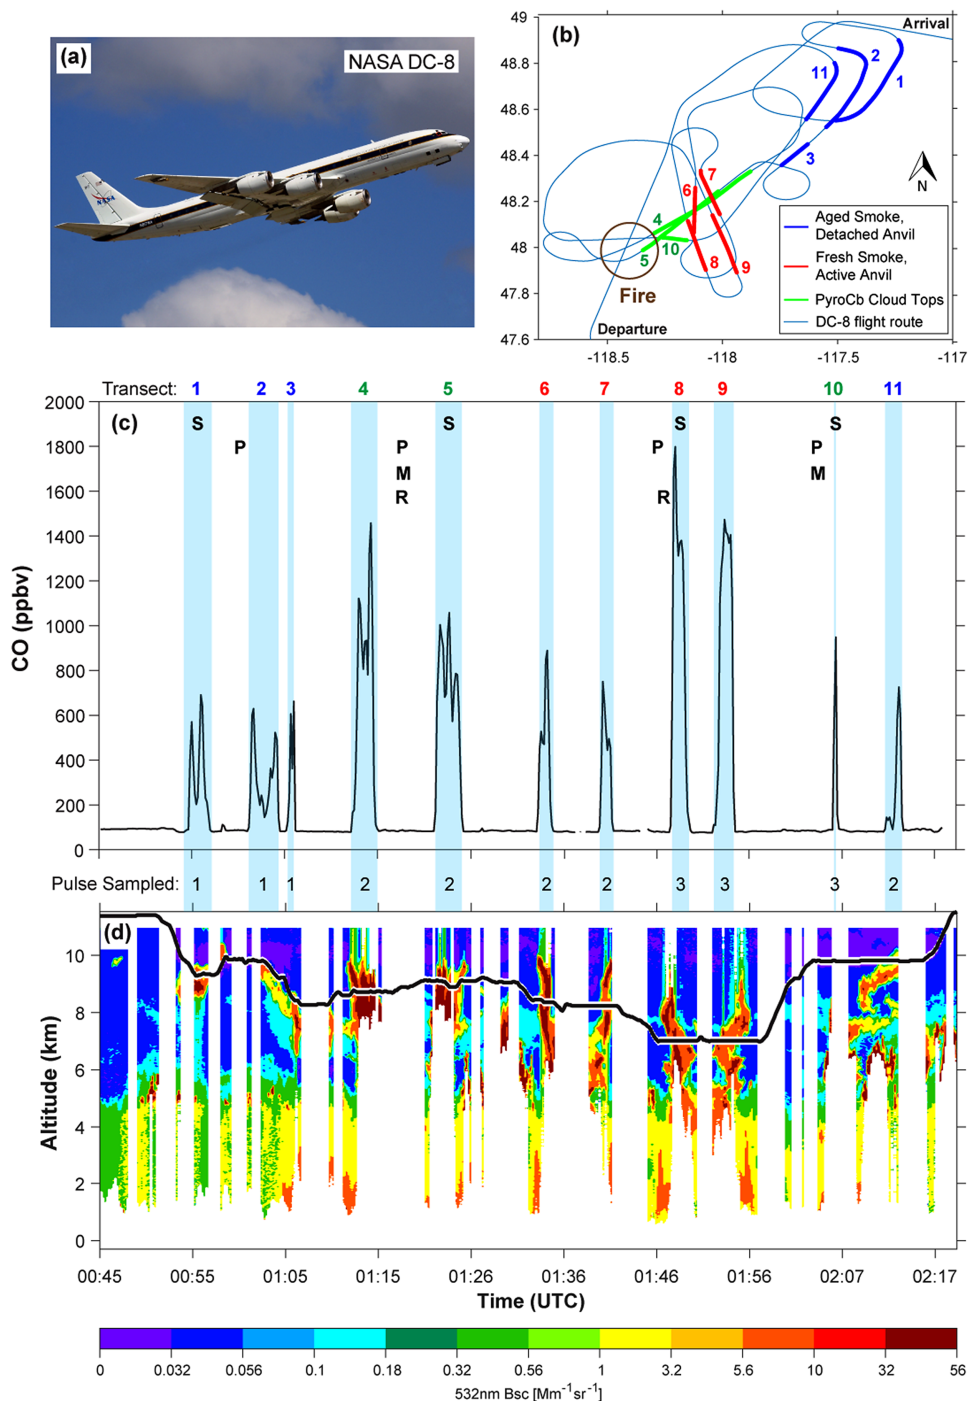 (a)
NASA DC-8
NASA
(b)
49
48.8
48.6
48.4
48.2
48
47.8
47.6
-118.5
-118
-117.5
-117
Arrival
Departure
Fire
N
1
2
3
4
5
6
7
8
9
10
11
Aged Smoke,
Detached Anvil
Fresh Smoke,
Active Anvil
PyroCb Cloud Tops
DC-8 flight route
Transect: 1 2 3 4 5 6 7 8 9 10 11
(c)
CO (ppbv)
2000
1800
1600
1400
1200
1000
800
600
400
200
0
S S S S
P P P P
M M
R R
Pulse Sampled: 1 1 1 2 2 2 2 3 3 3 2
(d)
Altitude (km)
10
8
6
4
2
0
00:45 00:55 01:05 01:15 01:26 01:36 01:46 01:56 02:07 02:17
Time (UTC)
0 0.032 0.056 0.1 0.18 0.32 0.56 1 3.2 5.6 10 32 56
532nm Bsc [Mm⁻¹sr⁻¹]